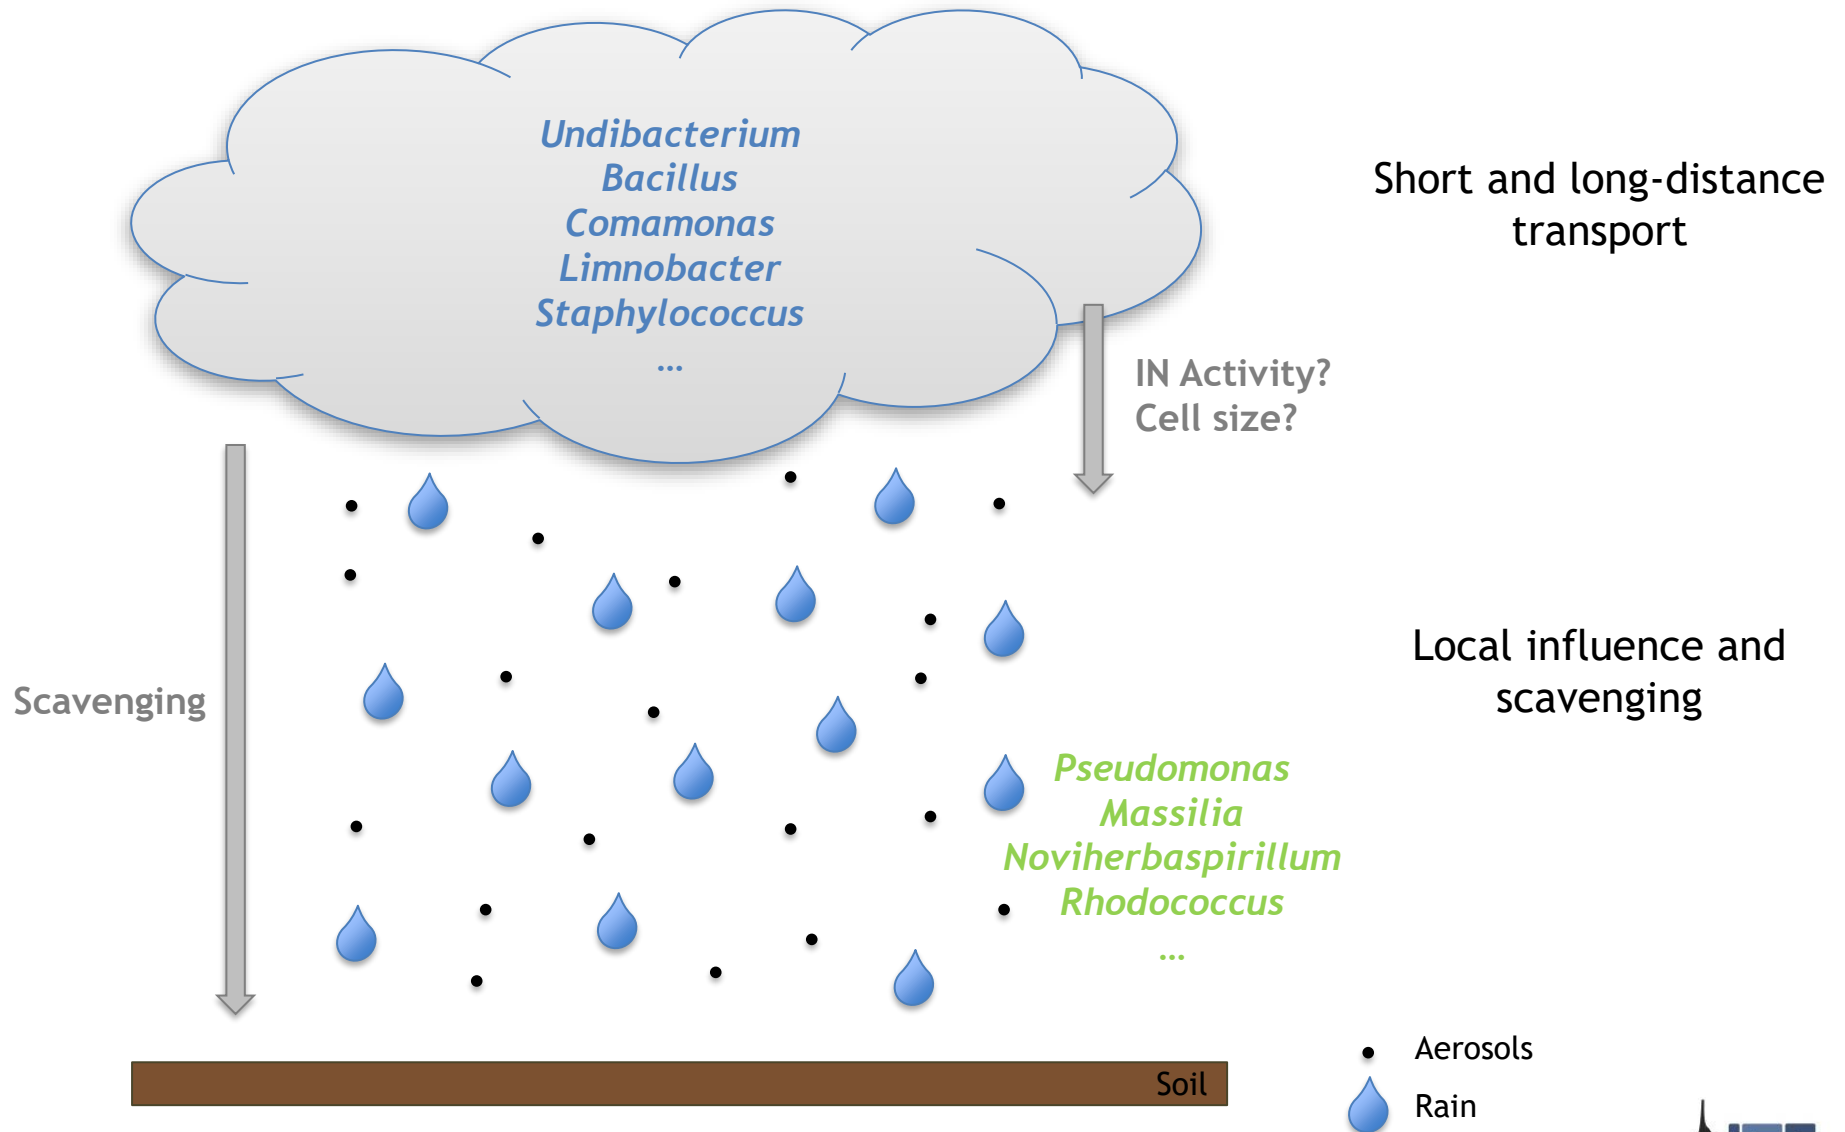 Undibacterium
Bacillus
Comamonas
Limnobacter
Staphylococcus
…
Short and long-distance
transport
IN Activity?
Cell size?
Scavenging
Local influence and
scavenging
Pseudomonas
Massilia
Noviherbaspirillum
Rhodococcus
…
Soil
Aerosols
Rain